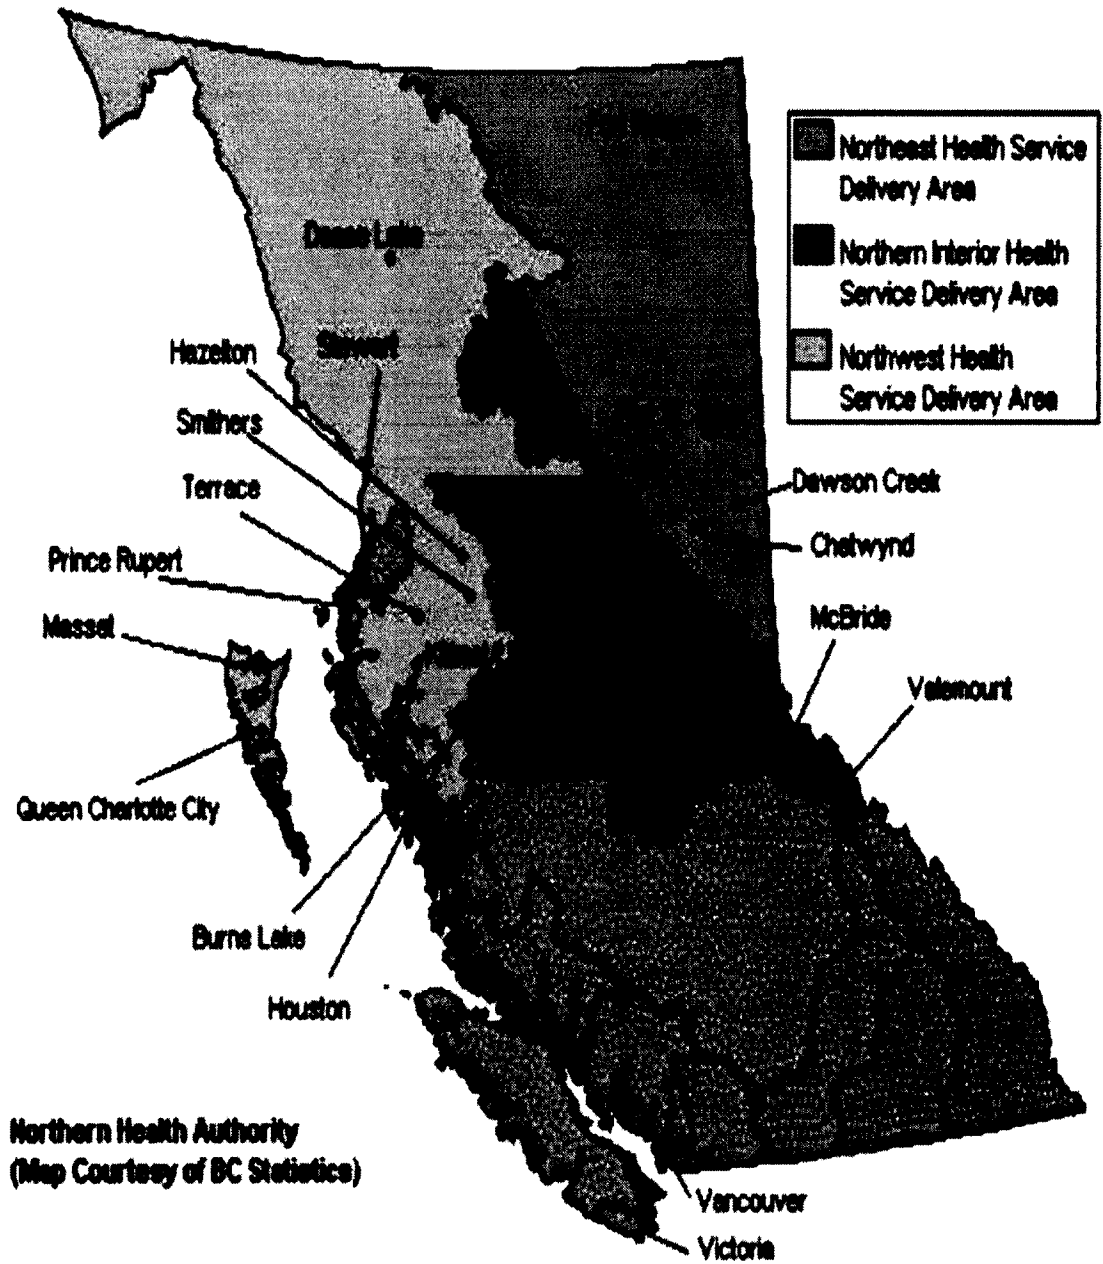 Northeast Health Service
Delivery Area
Northern Interior Health
Service Delivery Area
Northwest Health
Service Delivery Area
Dease Lake
Hazelton
Stewart
Smithers
Terrace
Dawson Creek
Chetwynd
Prince Rupert
Masset
McBride
Valemount
Queen Charlotte City
Burns Lake
Houston
Northern Health Authority
(Map Courtesy of BC Statistics)
Vancouver
Victoria